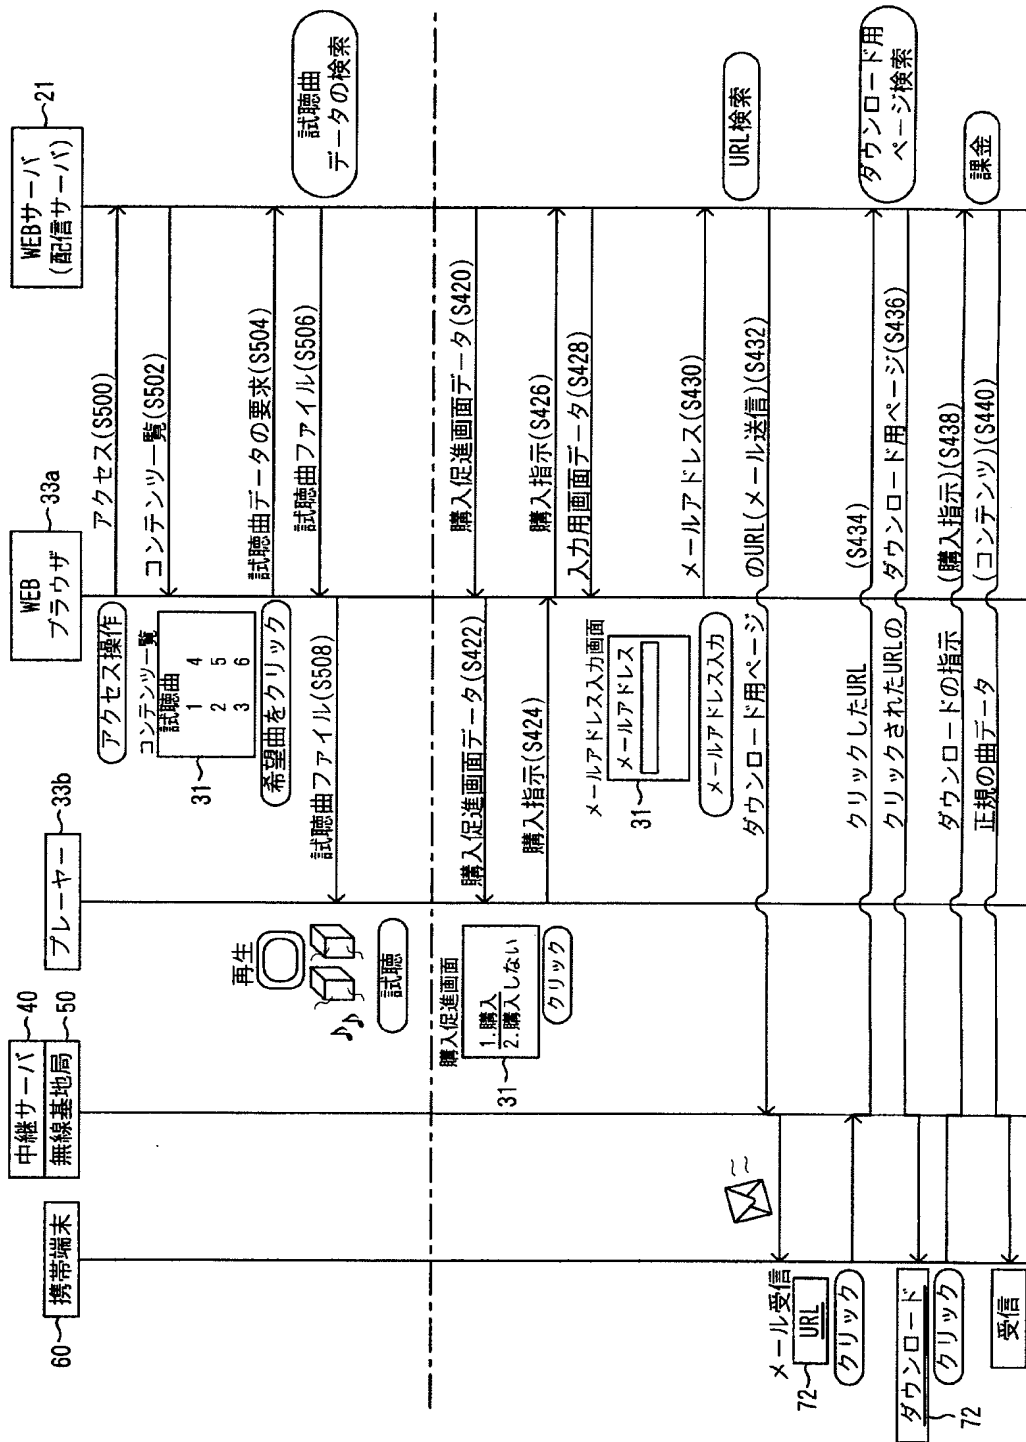 携帯端末
60
中継サーバ
40
無線基地局
50
プレーヤー
33b
WEB
ブラウザ
33a
WEBサーバ
(配信サーバ)
21
アクセス操作
アクセス(S500)
コンテンツ一覧(S502)
コンテンツ一覧
試聴曲
1 4
2 5
3 6
31
希望曲をクリック
試聴曲データの要求(S504)
試聴曲
データの検索
試聴曲ファイル(S506)
試聴曲ファイル(S508)
再生
試聴
購入促進画面データ(S420)
購入促進画面データ(S422)
購入促進画面
1.購入
2.購入しない
31
クリック
購入指示(S424)
購入指示(S426)
入力用画面データ(S428)
メールアドレス入力画面
メールアドレス
31
メールアドレス入力
メールアドレス(S430)
URL検索
ダウンロード用ページのURL(メール送信)(S432)
メール受信
URL
72
クリック
クリックしたURL (S434)
ダウンロード用
ページ検索
クリックされたURLのダウンロード用ページ(S436)
ダウンロード
72
クリック
ダウンロードの指示 (購入指示)(S438)
課金
正規の曲データ (コンテンツ)(S440)
受信